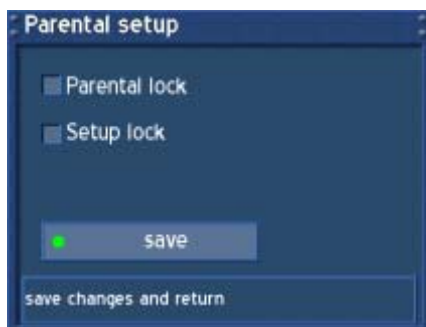 Parental setup
Parental lock
Setup lock
save
save changes and return